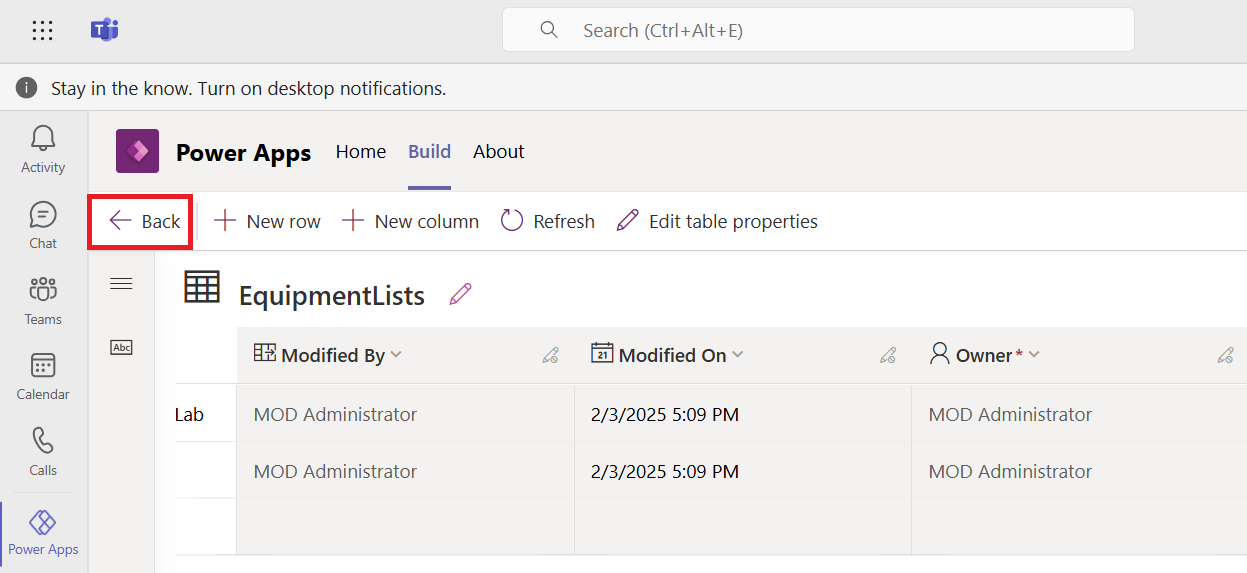 Search (Ctrl+Alt+E)
Stay in the know. Turn on desktop notifications.
Activity
Chat
Teams
Calendar
Calls
Power Apps
Power Apps Home Build About
Back New row New column Refresh Edit table properties
Abc
EquipmentLists
21
Modified By Modified On Owner *
Lab MOD Administrator 2/3/2025 5:09 PM MOD Administrator
MOD Administrator 2/3/2025 5:09 PM MOD Administrator